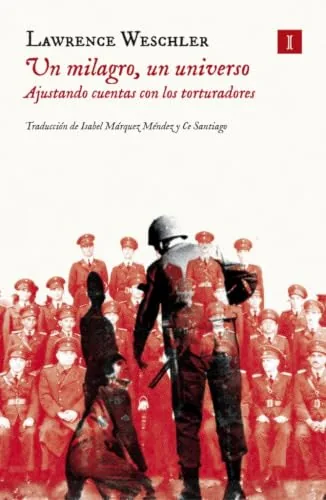 Lawrence Weschler
Un milagro, un universo
Ajustando cuentas con los torturadores
Traducción de Isabel Márquez Méndez y Ce Santiago
I